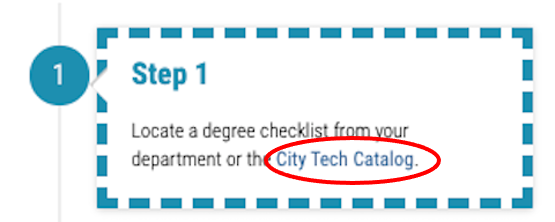 1
Step 1
Locate a degree checklist from your
department or the City Tech Catalog.